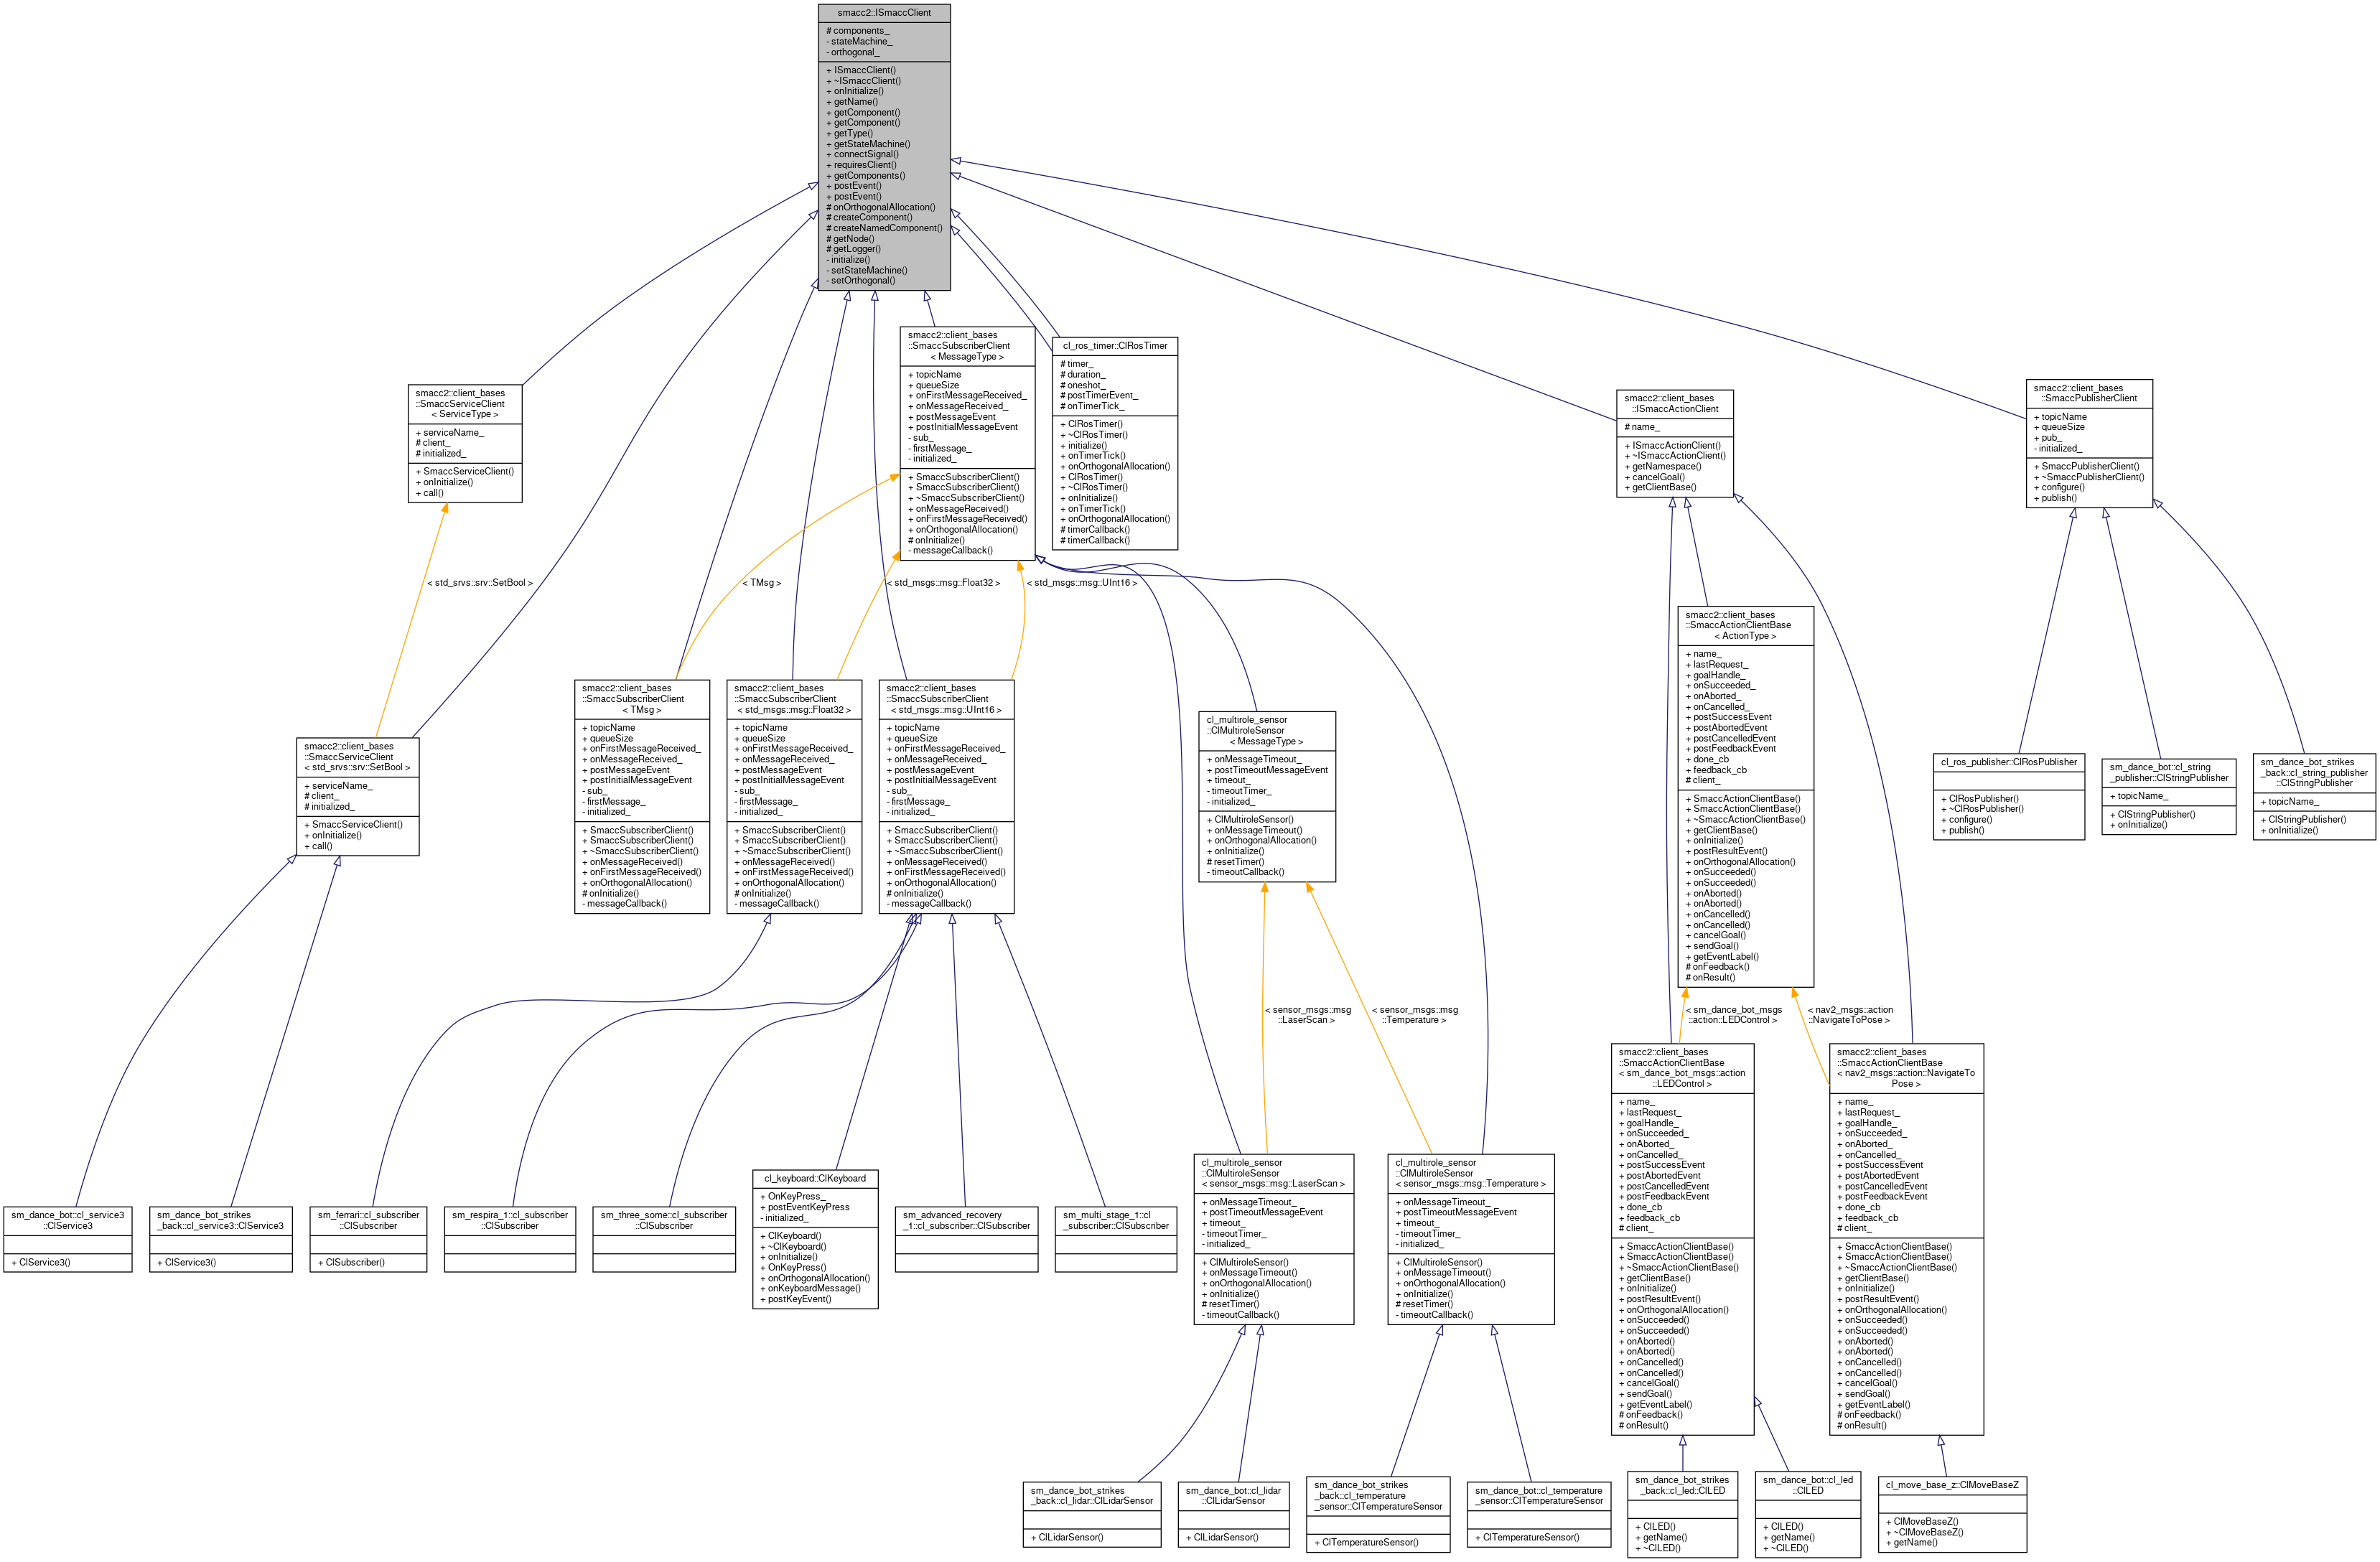 smacc2::ISmaccClient
# components_
- stateMachine_
- orthogonal_
+ ISmaccClient()
+ ~ISmaccClient()
+ onInitialize()
+ getName()
+ getComponent()
+ getComponent()
+ getType()
+ getStateMachine()
+ connectSignal()
+ requiresClient()
+ getComponents()
+ postEvent()
+ postEvent()
# onOrthogonalAllocation()
# createComponent()
# createNamedComponent()
# getNode()
# getLogger()
- initialize()
- setStateMachine()
- setOrthogonal()
smacc2::client_bases
::SmaccServiceClient
< ServiceType >
+ serviceName_
# client_
# initialized_
+ SmaccServiceClient()
+ onInitialize()
+ call()
smacc2::client_bases
::SmaccSubscriberClient
< MessageType >
+ topicName
+ queueSize
+ onFirstMessageReceived_
+ onMessageReceived_
+ postMessageEvent
+ postInitialMessageEvent
- sub_
- firstMessage_
- initialized_
+ SmaccSubscriberClient()
+ SmaccSubscriberClient()
+ ~SmaccSubscriberClient()
+ onMessageReceived()
+ onFirstMessageReceived()
+ onOrthogonalAllocation()
# onInitialize()
- messageCallback()
cl_ros_timer::ClRosTimer
# timer_
# duration_
# oneshot_
# postTimerEvent_
# onTimerTick_
+ ClRosTimer()
+ ~ClRosTimer()
+ initialize()
+ onTimerTick()
+ onOrthogonalAllocation()
+ ClRosTimer()
+ ~ClRosTimer()
+ onInitialize()
+ onTimerTick()
+ onOrthogonalAllocation()
# timerCallback()
# timerCallback()
smacc2::client_bases
::ISmaccActionClient
# name_
+ ISmaccActionClient()
+ ~ISmaccActionClient()
+ getNamespace()
+ cancelGoal()
+ getClientBase()
smacc2::client_bases
::SmaccPublisherClient
+ topicName
+ queueSize
+ pub_
- initialized_
+ SmaccPublisherClient()
+ ~SmaccPublisherClient()
+ configure()
+ publish()
< std_srvs::srv::SetBool >
< TMsg >
< std_msgs::msg::Float32 >
< std_msgs::msg::UInt16 >
smacc2::client_bases
::SmaccActionClientBase
< ActionType >
+ name_
+ lastRequest_
+ goalHandle_
+ onSucceeded_
+ onAborted_
+ onCancelled_
+ postSuccessEvent
+ postAbortedEvent
+ postCancelledEvent
+ postFeedbackEvent
+ done_cb
+ feedback_cb
# client_
+ SmaccActionClientBase()
+ SmaccActionClientBase()
+ ~SmaccActionClientBase()
+ getClientBase()
+ onInitialize()
+ postResultEvent()
+ onOrthogonalAllocation()
+ onSucceeded()
+ onSucceeded()
+ onAborted()
+ onAborted()
+ onCancelled()
+ onCancelled()
+ cancelGoal()
+ sendGoal()
+ getEventLabel()
# onFeedback()
# onResult()
smacc2::client_bases
::SmaccServiceClient
< std_srvs::srv::SetBool >
+ serviceName_
# client_
# initialized_
+ SmaccServiceClient()
+ onInitialize()
+ call()
smacc2::client_bases
::SmaccSubscriberClient
< TMsg >
+ topicName
+ queueSize
+ onFirstMessageReceived_
+ onMessageReceived_
+ postMessageEvent
+ postInitialMessageEvent
- sub_
- firstMessage_
- initialized_
+ SmaccSubscriberClient()
+ SmaccSubscriberClient()
+ ~SmaccSubscriberClient()
+ onMessageReceived()
+ onFirstMessageReceived()
+ onOrthogonalAllocation()
# onInitialize()
- messageCallback()
smacc2::client_bases
::SmaccSubscriberClient
< std_msgs::msg::Float32 >
+ topicName
+ queueSize
+ onFirstMessageReceived_
+ onMessageReceived_
+ postMessageEvent
+ postInitialMessageEvent
- sub_
- firstMessage_
- initialized_
+ SmaccSubscriberClient()
+ SmaccSubscriberClient()
+ ~SmaccSubscriberClient()
+ onMessageReceived()
+ onFirstMessageReceived()
+ onOrthogonalAllocation()
# onInitialize()
- messageCallback()
smacc2::client_bases
::SmaccSubscriberClient
< std_msgs::msg::UInt16 >
+ topicName
+ queueSize
+ onFirstMessageReceived_
+ onMessageReceived_
+ postMessageEvent
+ postInitialMessageEvent
- sub_
- firstMessage_
- initialized_
+ SmaccSubscriberClient()
+ SmaccSubscriberClient()
+ ~SmaccSubscriberClient()
+ onMessageReceived()
+ onFirstMessageReceived()
+ onOrthogonalAllocation()
# onInitialize()
- messageCallback()
cl_multirole_sensor
::ClMultiroleSensor
< MessageType >
+ onMessageTimeout_
+ postTimeoutMessageEvent
+ timeout_
- timeoutTimer_
- initialized_
+ ClMultiroleSensor()
+ onMessageTimeout()
+ onOrthogonalAllocation()
+ onInitialize()
# resetTimer()
- timeoutCallback()
cl_ros_publisher::ClRosPublisher
+ ClRosPublisher()
+ ~ClRosPublisher()
+ configure()
+ publish()
sm_dance_bot::cl_string
_publisher::ClStringPublisher
+ topicName_
+ ClStringPublisher()
+ onInitialize()
sm_dance_bot_strikes
_back::cl_string_publisher
::ClStringPublisher
+ topicName_
+ ClStringPublisher()
+ onInitialize()
< sensor_msgs::msg
::LaserScan >
< sensor_msgs::msg
::Temperature >
< sm_dance_bot_msgs
::action::LEDControl >
< nav2_msgs::action
::NavigateToPose >
smacc2::client_bases
::SmaccActionClientBase
< sm_dance_bot_msgs::action
::LEDControl >
+ name_
+ lastRequest_
+ goalHandle_
+ onSucceeded_
+ onAborted_
+ onCancelled_
+ postSuccessEvent
+ postAbortedEvent
+ postCancelledEvent
+ postFeedbackEvent
+ done_cb
+ feedback_cb
# client_
+ SmaccActionClientBase()
+ SmaccActionClientBase()
+ ~SmaccActionClientBase()
+ getClientBase()
+ onInitialize()
+ postResultEvent()
+ onOrthogonalAllocation()
+ onSucceeded()
+ onSucceeded()
+ onAborted()
+ onAborted()
+ onCancelled()
+ onCancelled()
+ cancelGoal()
+ sendGoal()
+ getEventLabel()
# onFeedback()
# onResult()
smacc2::client_bases
::SmaccActionClientBase
< nav2_msgs::action::NavigateTo
Pose >
+ name_
+ lastRequest_
+ goalHandle_
+ onSucceeded_
+ onAborted_
+ onCancelled_
+ postSuccessEvent
+ postAbortedEvent
+ postCancelledEvent
+ postFeedbackEvent
+ done_cb
+ feedback_cb
# client_
+ SmaccActionClientBase()
+ SmaccActionClientBase()
+ ~SmaccActionClientBase()
+ getClientBase()
+ onInitialize()
+ postResultEvent()
+ onOrthogonalAllocation()
+ onSucceeded()
+ onSucceeded()
+ onAborted()
+ onAborted()
+ onCancelled()
+ onCancelled()
+ cancelGoal()
+ sendGoal()
+ getEventLabel()
# onFeedback()
# onResult()
sm_dance_bot::cl_service3
::ClService3
+ ClService3()
sm_dance_bot_strikes
_back::cl_service3::ClService3
+ ClService3()
sm_ferrari::cl_subscriber
::ClSubscriber
+ ClSubscriber()
sm_respira_1::cl_subscriber
::ClSubscriber
sm_three_some::cl_subscriber
::ClSubscriber
cl_keyboard::ClKeyboard
+ OnKeyPress_
+ postEventKeyPress
- initialized_
+ ClKeyboard()
+ ~ClKeyboard()
+ onInitialize()
+ OnKeyPress()
+ onOrthogonalAllocation()
+ onKeyboardMessage()
+ postKeyEvent()
sm_advanced_recovery
_1::cl_subscriber::ClSubscriber
sm_multi_stage_1::cl
_subscriber::ClSubscriber
cl_multirole_sensor
::ClMultiroleSensor
< sensor_msgs::msg::LaserScan >
+ onMessageTimeout_
+ postTimeoutMessageEvent
+ timeout_
- timeoutTimer_
- initialized_
+ ClMultiroleSensor()
+ onMessageTimeout()
+ onOrthogonalAllocation()
+ onInitialize()
# resetTimer()
- timeoutCallback()
cl_multirole_sensor
::ClMultiroleSensor
< sensor_msgs::msg::Temperature >
+ onMessageTimeout_
+ postTimeoutMessageEvent
+ timeout_
- timeoutTimer_
- initialized_
+ ClMultiroleSensor()
+ onMessageTimeout()
+ onOrthogonalAllocation()
+ onInitialize()
# resetTimer()
- timeoutCallback()
sm_dance_bot_strikes
_back::cl_lidar::ClLidarSensor
+ ClLidarSensor()
sm_dance_bot::cl_lidar
::ClLidarSensor
+ ClLidarSensor()
sm_dance_bot_strikes
_back::cl_temperature
_sensor::ClTemperatureSensor
+ ClTemperatureSensor()
sm_dance_bot::cl_temperature
_sensor::ClTemperatureSensor
+ ClTemperatureSensor()
sm_dance_bot_strikes
_back::cl_led::ClLED
+ ClLED()
+ getName()
+ ~ClLED()
sm_dance_bot::cl_led
::ClLED
+ ClLED()
+ getName()
+ ~ClLED()
cl_move_base_z::ClMoveBaseZ
+ ClMoveBaseZ()
+ ~ClMoveBaseZ()
+ getName()